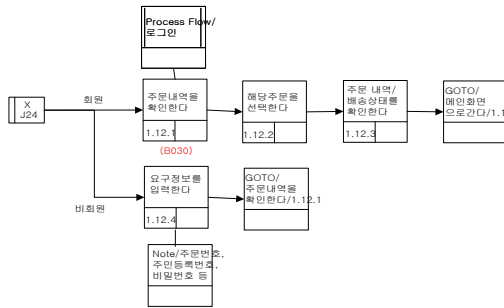 Process Flow/
로그인
X
J24
회원
주문내역을
확인한다
1.12.1
(B030)
해당주문을
선택한다
1.12.2
주문 내역/
배송상태를
확인한다
1.12.3
GOTO/
메인화면
으로간다/1.1
비회원
요구정보를
입력한다
1.12.4
GOTO/
주문내역을
확인한다/1.12.1
Note/주문번호,
주민등록번호,
비밀번호 등